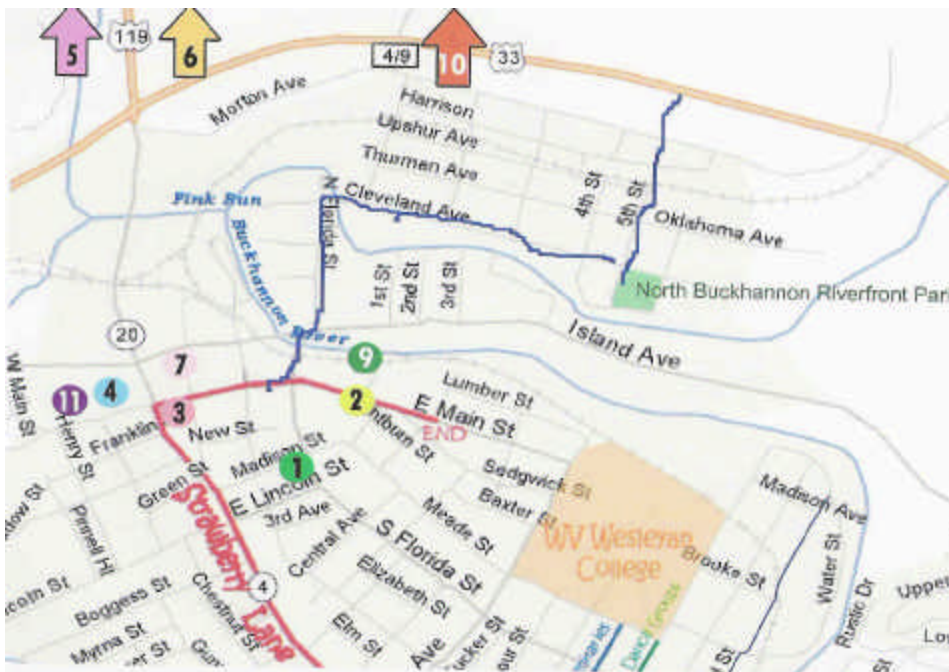 5
119
6
4/9
10
33
Morton Ave
Harrison
Upshur Ave
Thurman Ave
Cleveland Ave
N Florida St
4th St
5th St
Oklahoma Ave
Buckhannon River
1st St
2nd St
3rd St
North Buckhannon Riverfront Par
Island Ave
20
W Main St
7
9
11
4
3
2
Lumber St
E Main St
END
Henry St
Franklin
New St
Madison St
1
E Lincoln St
Green St
3rd Ave
Sedgwick St
Baxter St
Madison Ave
Strawberry Lane
Central Ave
Meade St
S Florida St
WV Wesleyan College
Brooke St
Water St
Rustic Dr
4
Elizabeth St
Boggess St
Chestnut St
Elm St
Myrna St
Ave
Upper